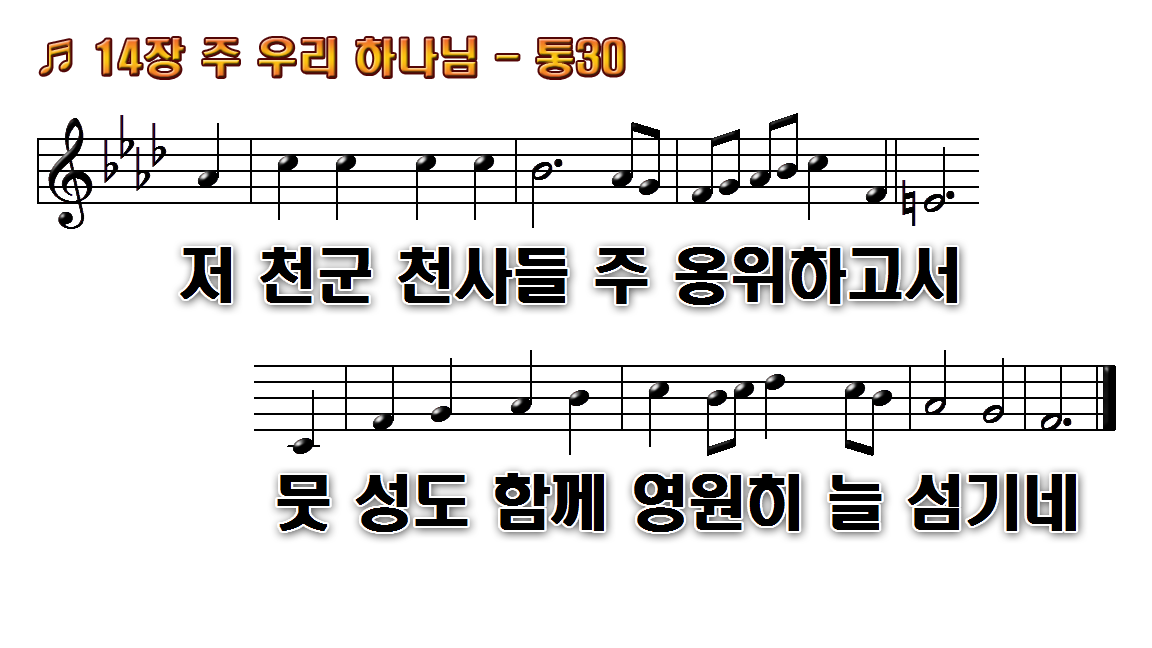 14장 주 우리 하나님 - 통30
저 천군 천사들 주 옹위하고서
뭇 성도 함께 영원히 늘 섬기네